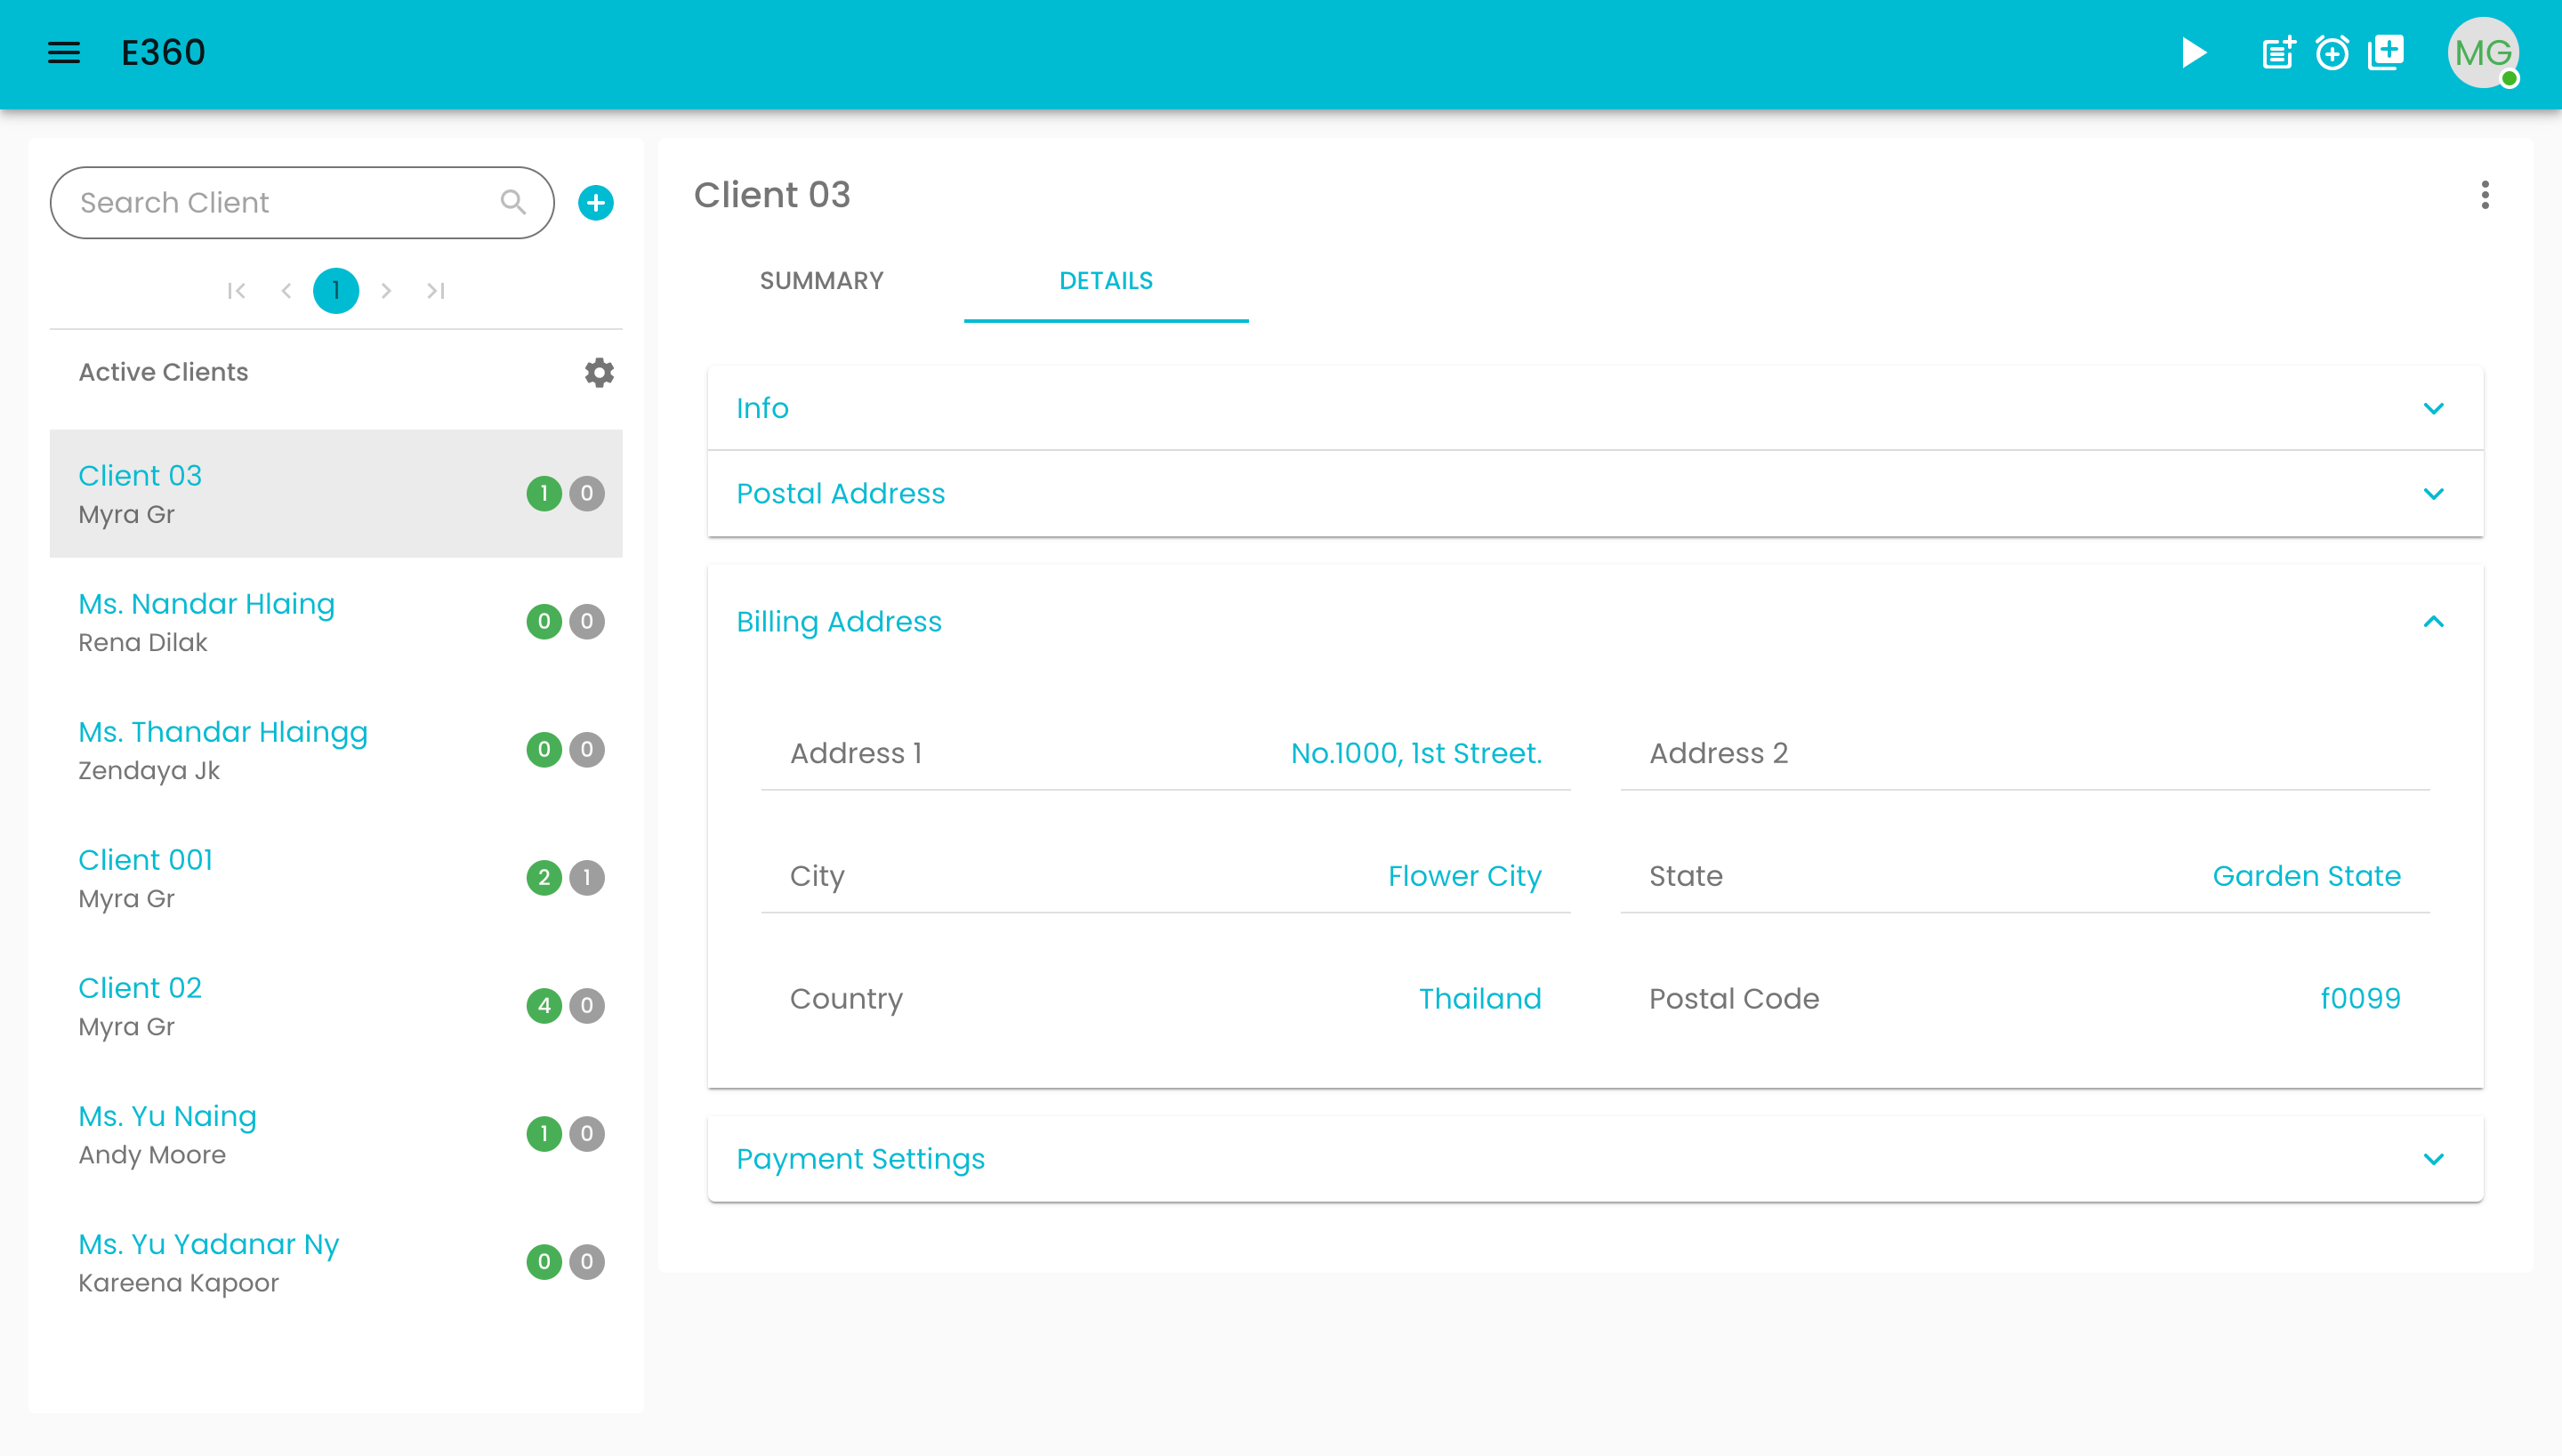 E360
MG
Search Client
1
Active Clients
Client 03
Myra Gr
1 0
Ms. Nandar Hlaing
Rena Dilak
0 0
Ms. Thandar Hlaingg
Zendaya Jk
0 0
Client 001
Myra Gr
2 1
Client 02
Myra Gr
4 0
Ms. Yu Naing
Andy Moore
1 0
Ms. Yu Yadanar Ny
Kareena Kapoor
0 0
Client 03
SUMMARY DETAILS
Info
Postal Address
Billing Address
Address 1 No.1000, 1st Street. Address 2
City Flower City State Garden State
Country Thailand Postal Code f0099
Payment Settings